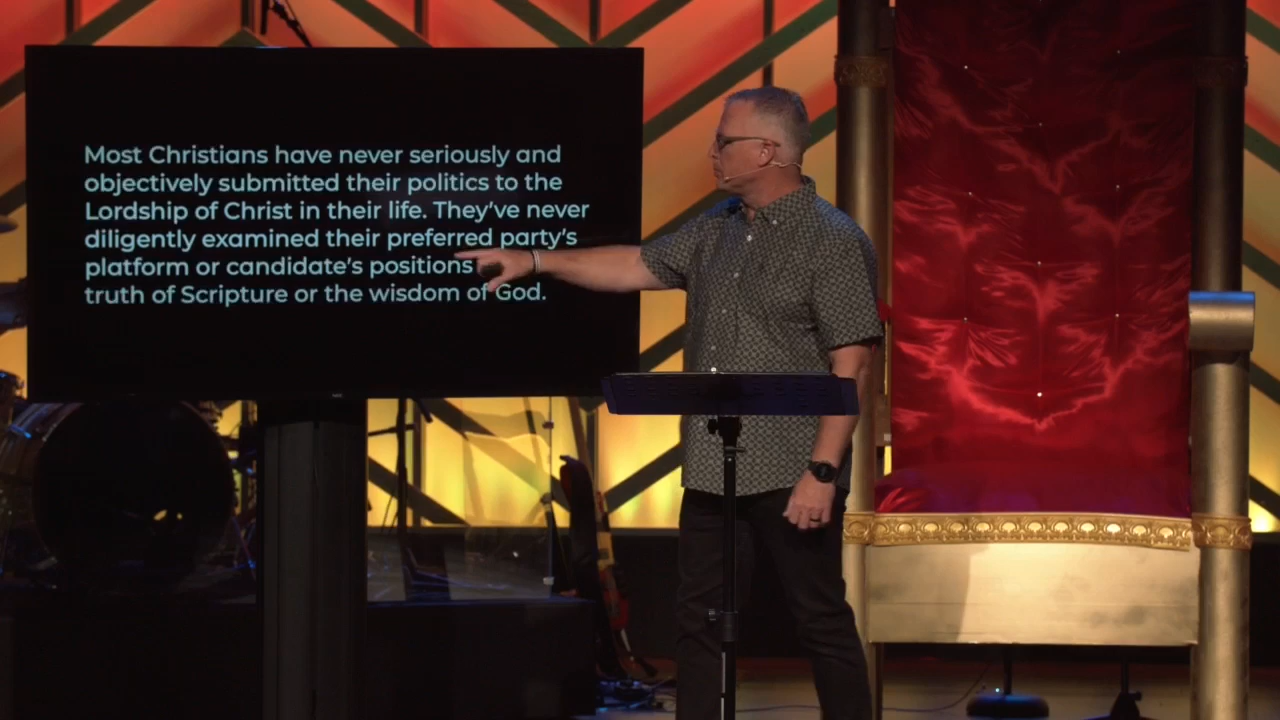 Most Christians have never seriously and
objectively submitted their politics to the
Lordship of Christ in their life. They've never
diligently examined their preferred party's
platform or candidate's positions
truth of Scripture or the wisdom of God.